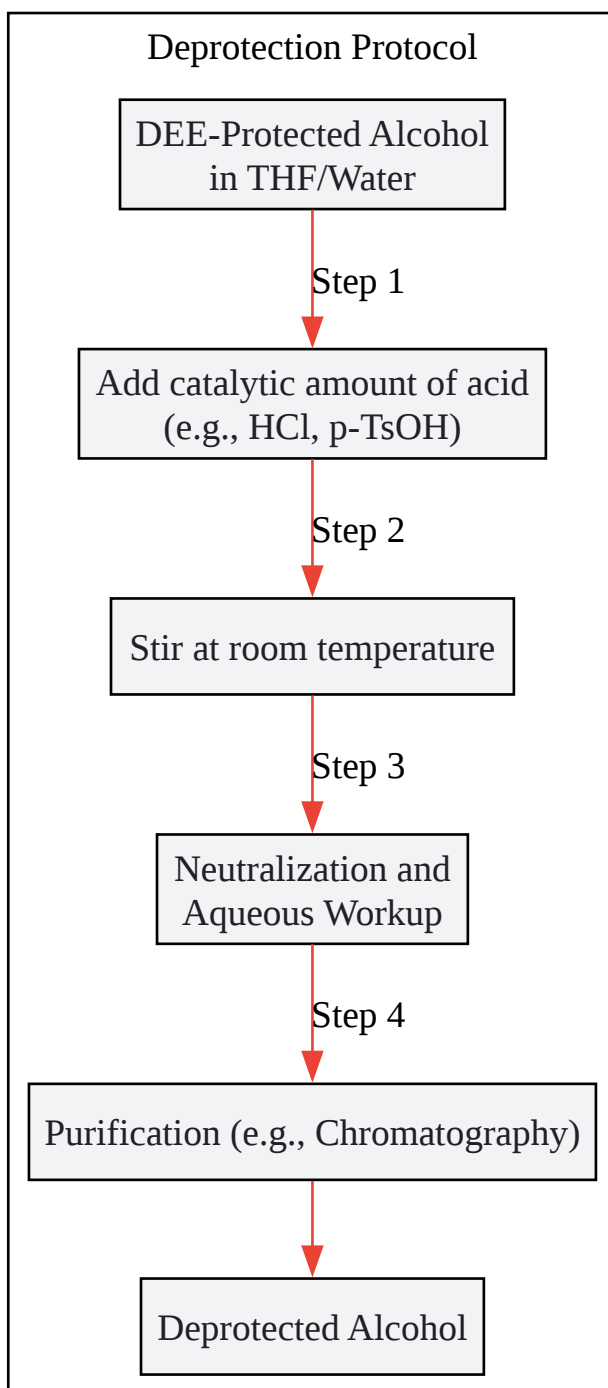 Deprotection Protocol
DEE-Protected Alcohol
in THF/Water
Step 1
Add catalytic amount of acid
(e.g., HCl, p-TsOH)
Step 2
Stir at room temperature
Step 3
Neutralization and
Aqueous Workup
Step 4
Purification (e.g., Chromatography)
Deprotected Alcohol